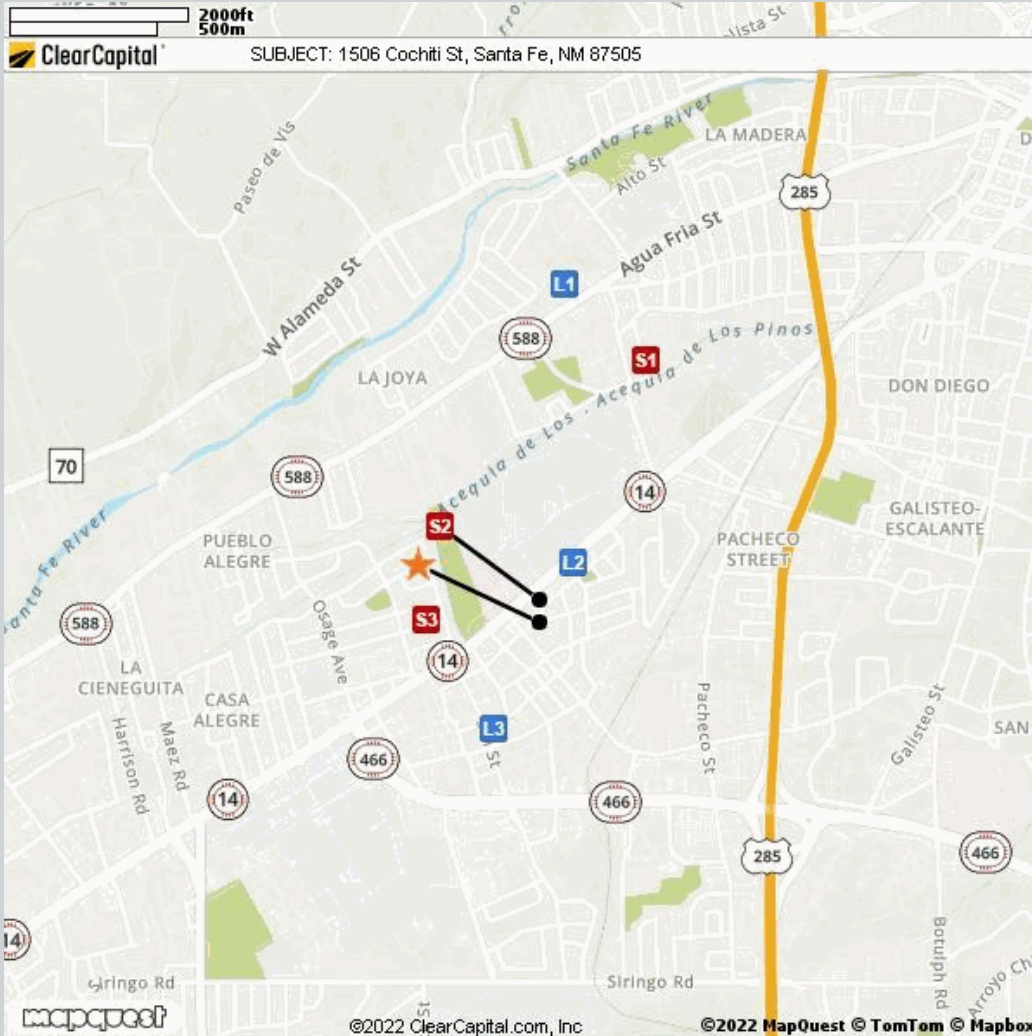 2000ft
500m
ClearCapital
SUBJECT: 1506 Cochiti St, Santa Fe, NM 87505
Santa Fe River
LA MADERA
Alto St
Paseo de Vis
285
Agua Fria St
W Alameda St
L1
588
S1
Acequia de Los Pinos
LA JOYA
DON DIEGO
Acequia de Los
70
588
14
S2
GALISTEO-
ESCALANTE
PUEBLO
ALEGRE
PACHECO
STREET
L2
Santa Fe River
588
S3
Osage Ave
14
LA
CIENEGUITA
CASA
ALEGRE
Pacheco St
Galisteo St
SAN
L3
St
Harrison Rd
Maez Rd
466
14
466
285
466
14
Botulph Rd
Siringo Rd
Siringo Rd
mapquest
©2022 ClearCapital.com, Inc
©2022 MapQuest © TomTom © Mapbox